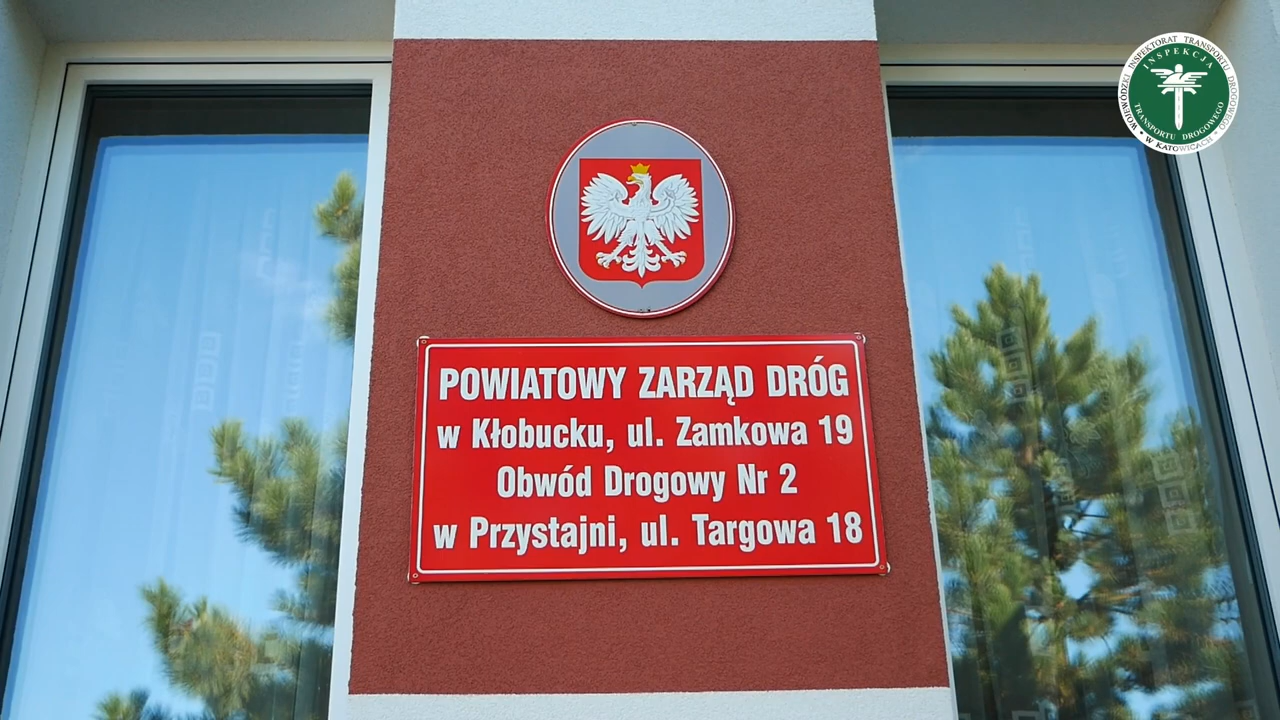 WOJEWÓDZKI INSPEKTORAT TRANSPORTU DROGOWEGO
• W KATOWICACH •
INSPEKCJA
TRANSPORTU DROGOWEGO
POWIATOWY ZARZĄD DRÓG
w Kłobucku, ul. Zamkowa 19
Obwód Drogowy Nr 2
w Przystajni, ul. Targowa 18